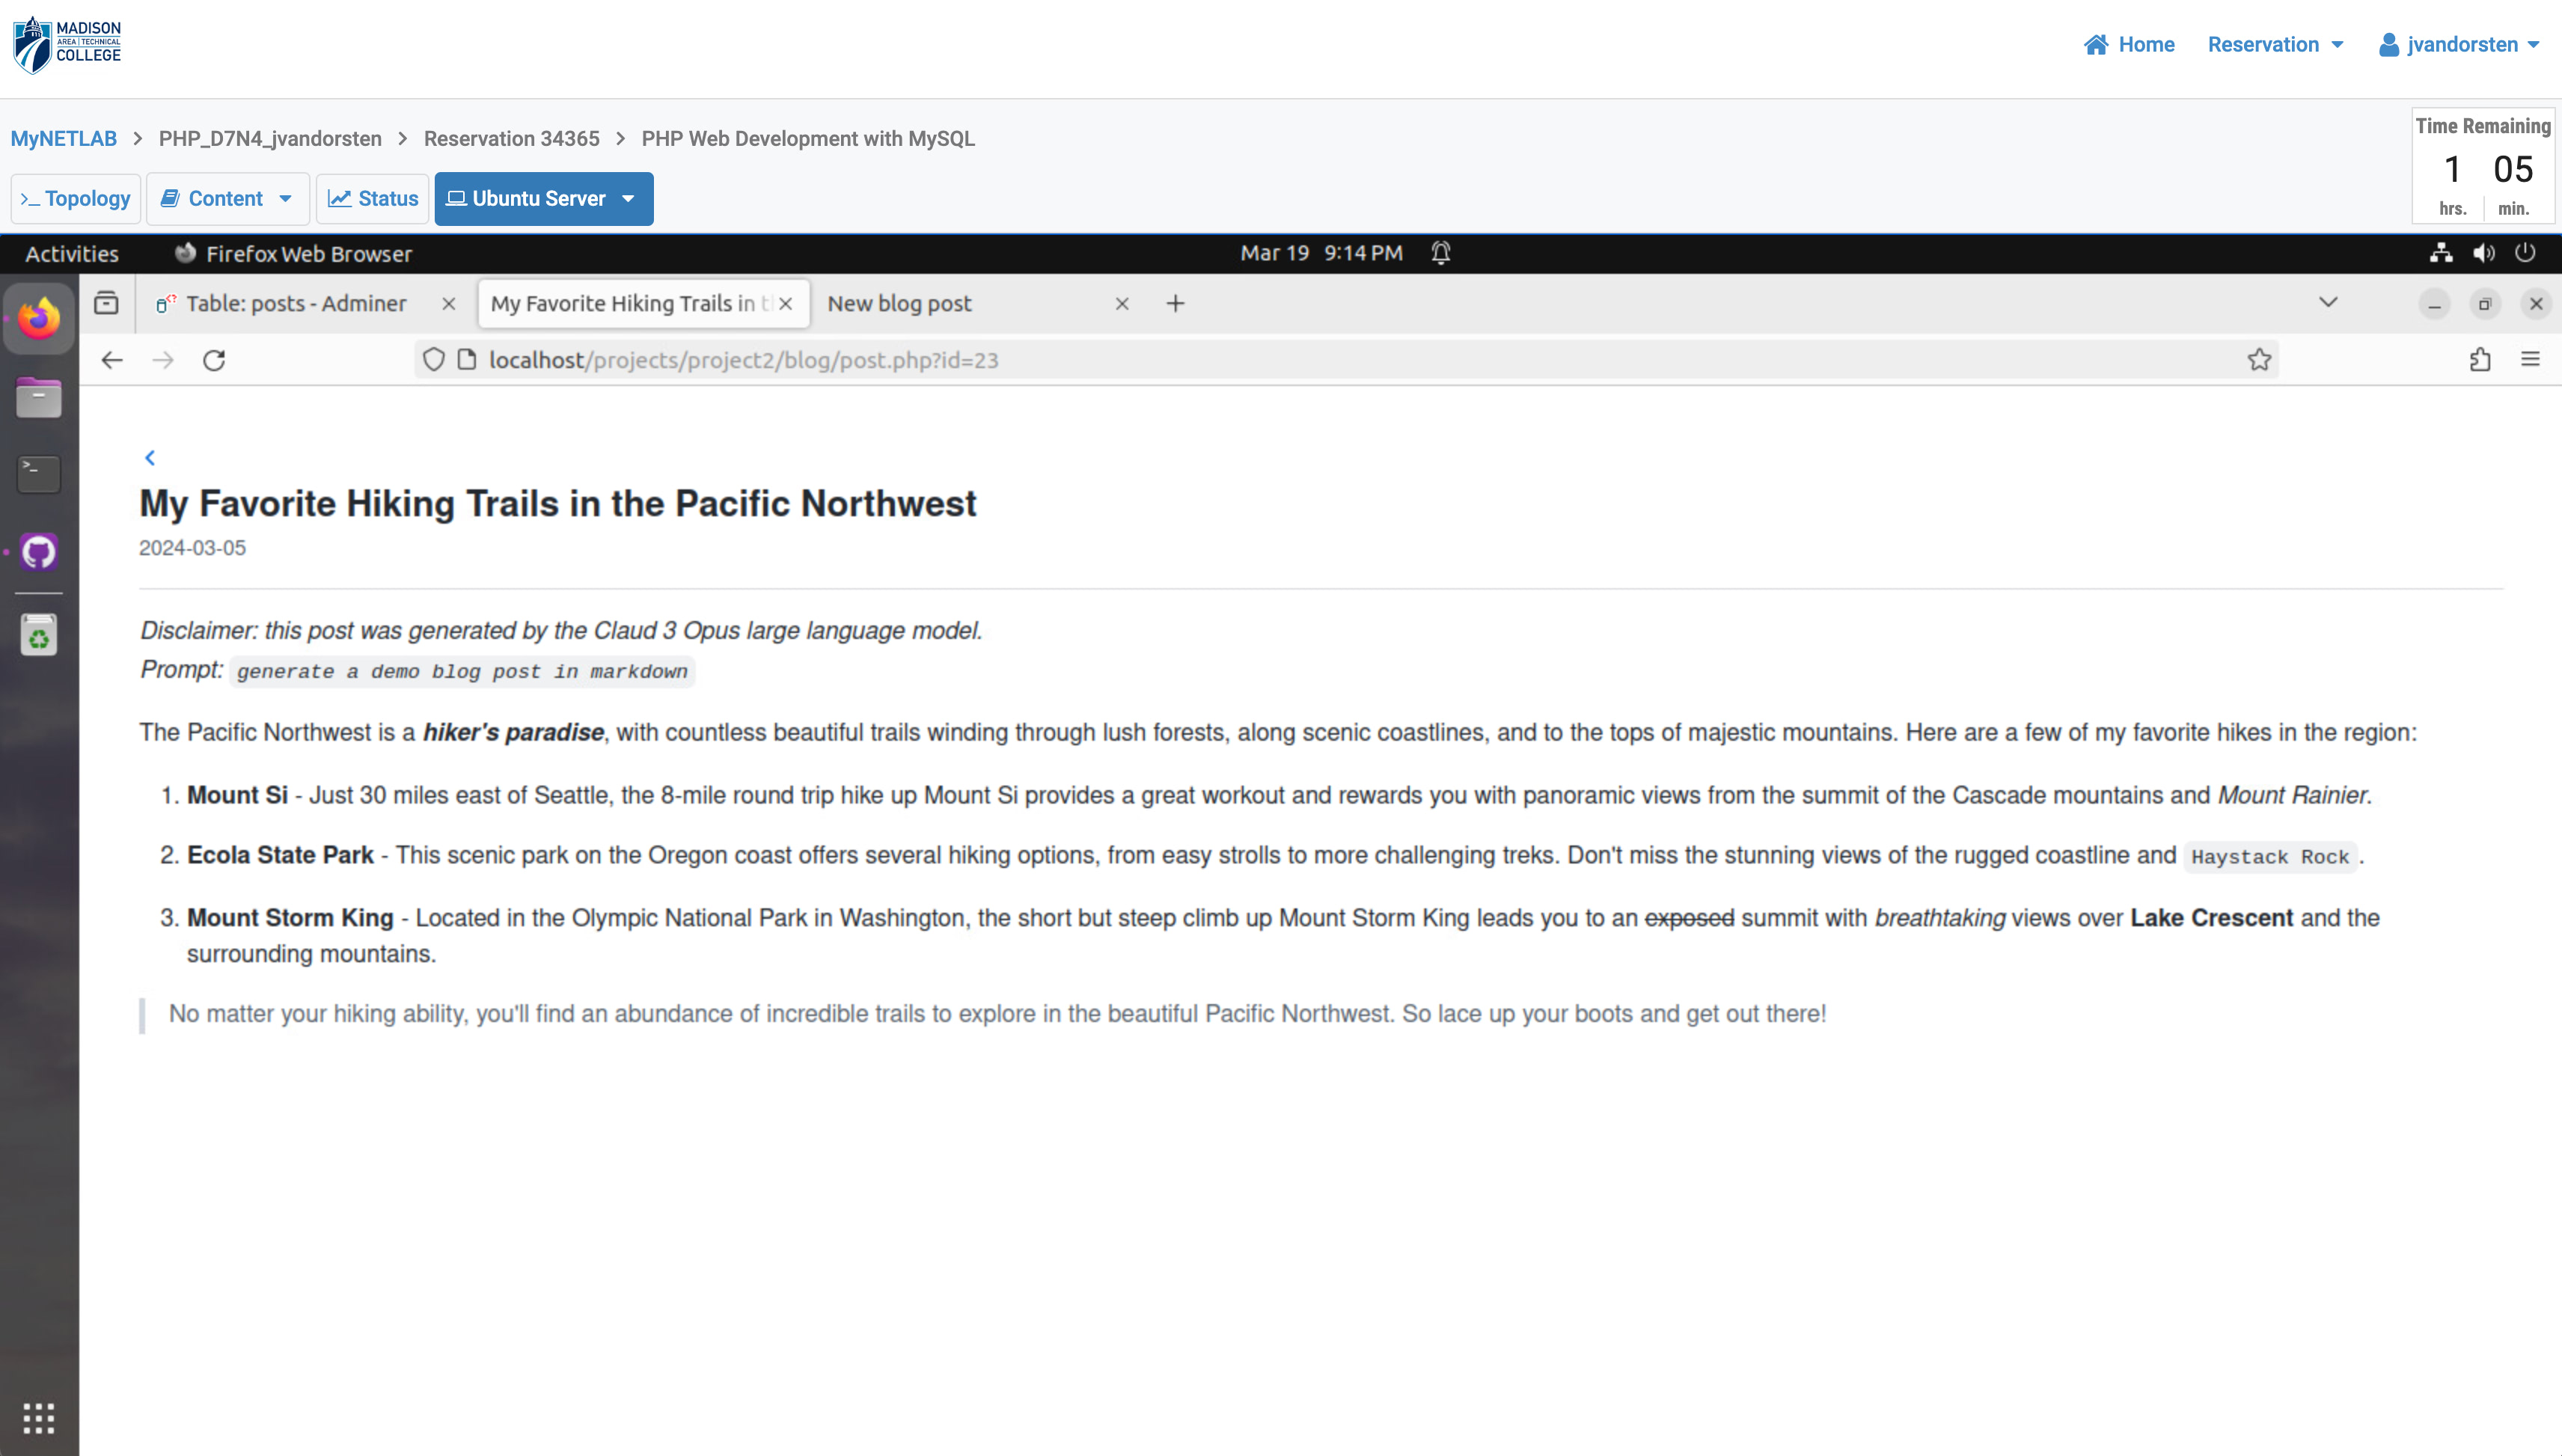 MADISON
AREA | TECHNICAL
COLLEGE
Home
Reservation
jvandorsten
MyNETLAB > PHP_D7N4_jvandorsten > Reservation 34365 > PHP Web Development with MySQL
Time Remaining
1 05
hrs. min.
>_ Topology
Content
Status
Ubuntu Server
Activities
Firefox Web Browser
Mar 19 9:14 PM
Table: posts - Adminer
My Favorite Hiking Trails in t
New blog post
localhost/projects/project2/blog/post.php?id=23
My Favorite Hiking Trails in the Pacific Northwest
2024-03-05
Disclaimer: this post was generated by the Claud 3 Opus large language model.
Prompt: generate a demo blog post in markdown
The Pacific Northwest is a hiker's paradise, with countless beautiful trails winding through lush forests, along scenic coastlines, and to the tops of majestic mountains. Here are a few of my favorite hikes in the region:
1. Mount Si - Just 30 miles east of Seattle, the 8-mile round trip hike up Mount Si provides a great workout and rewards you with panoramic views from the summit of the Cascade mountains and Mount Rainier.
2. Ecola State Park - This scenic park on the Oregon coast offers several hiking options, from easy strolls to more challenging treks. Don't miss the stunning views of the rugged coastline and Haystack Rock.
3. Mount Storm King - Located in the Olympic National Park in Washington, the short but steep climb up Mount Storm King leads you to an exposed summit with breathtaking views over Lake Crescent and the
surrounding mountains.
No matter your hiking ability, you'll find an abundance of incredible trails to explore in the beautiful Pacific Northwest. So lace up your boots and get out there!